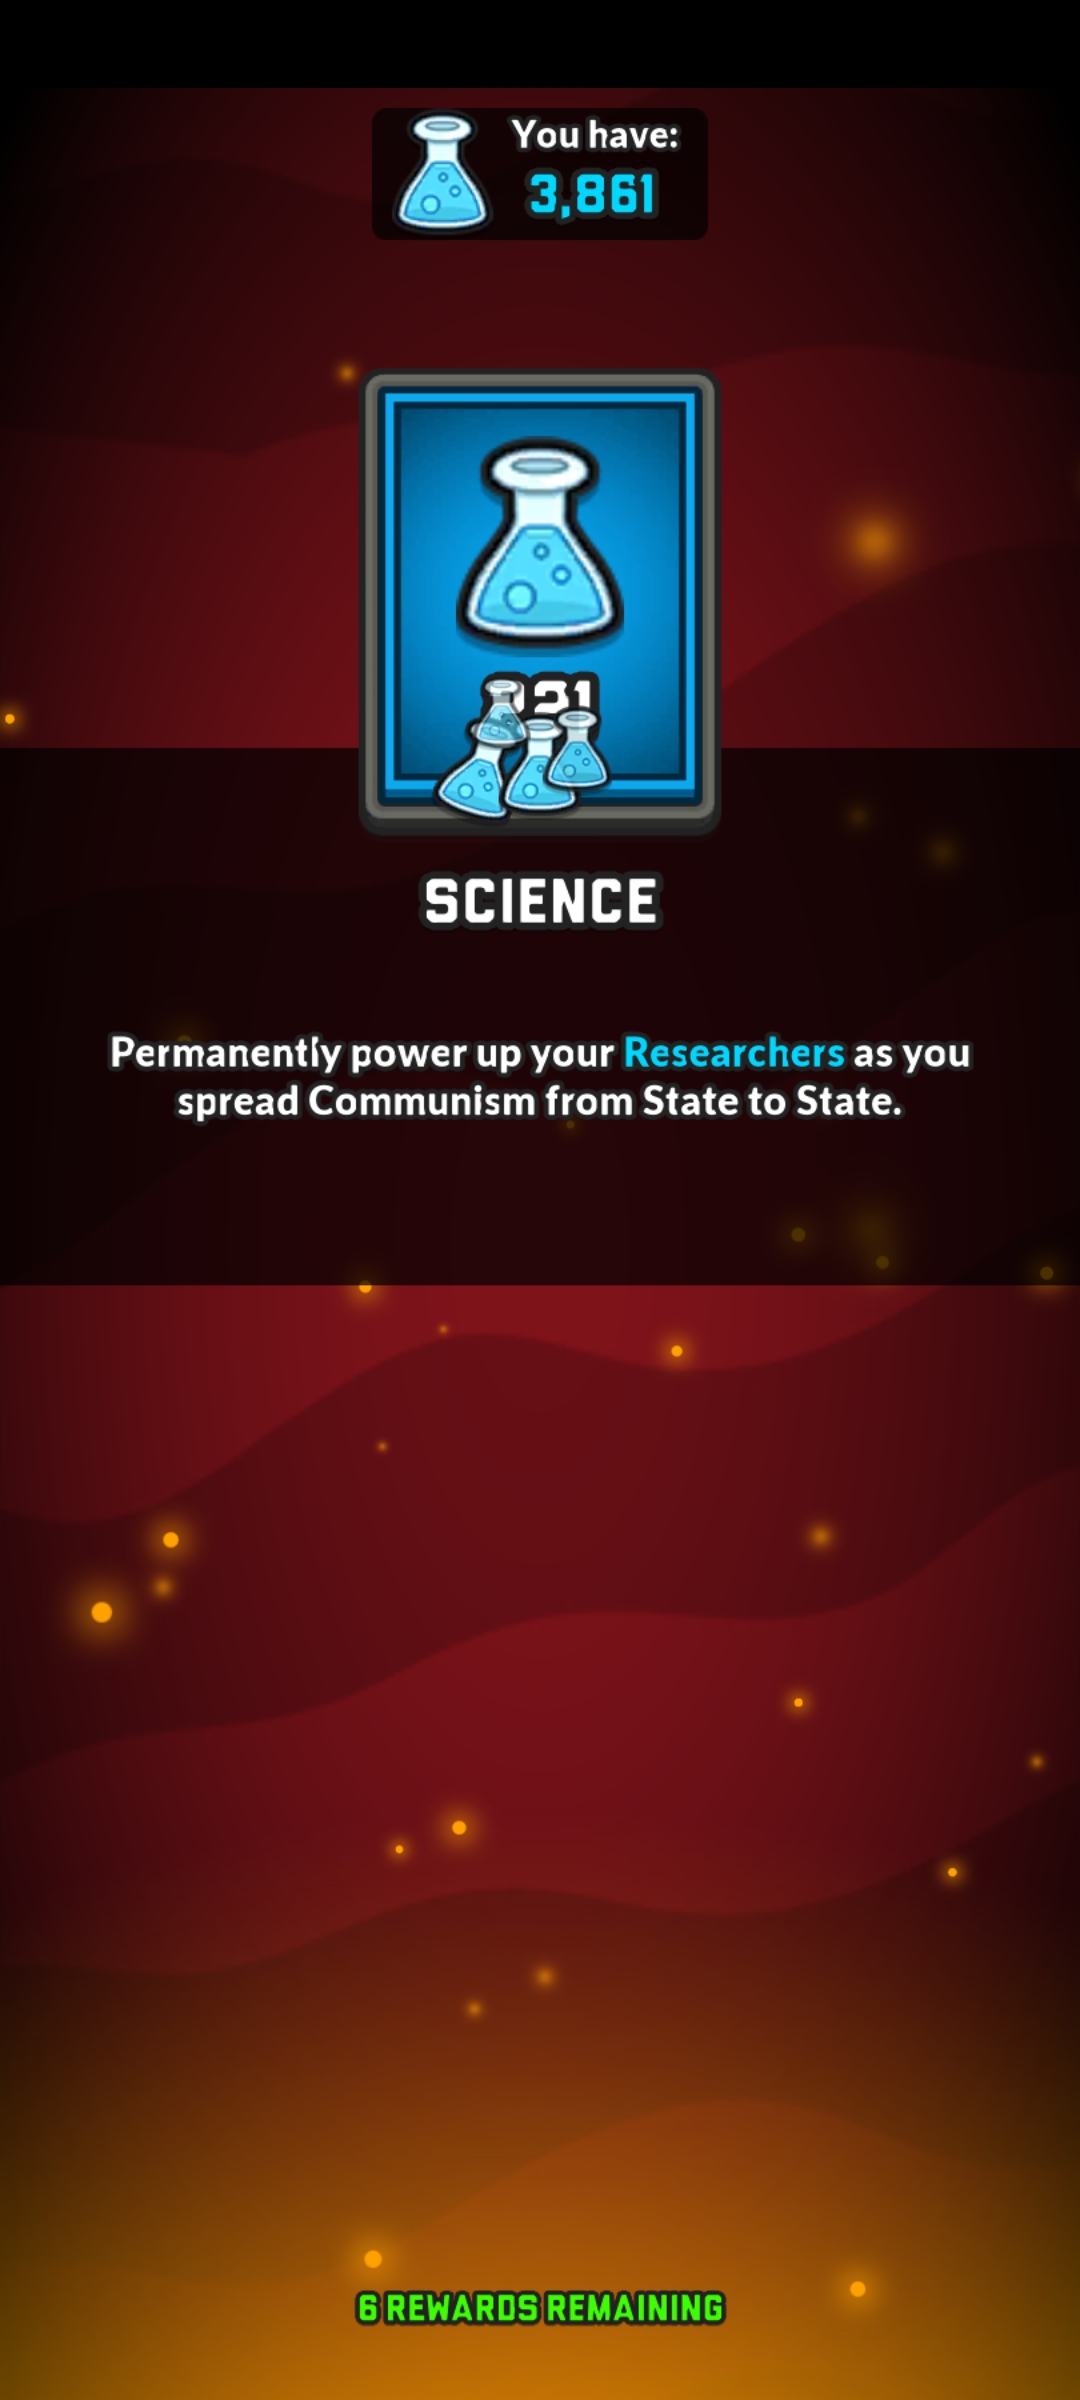 You have:
3,861
SCIENCE
Permanently power up your Researchers as you
spread Communism from State to State.
6 REWARDS REMAINING